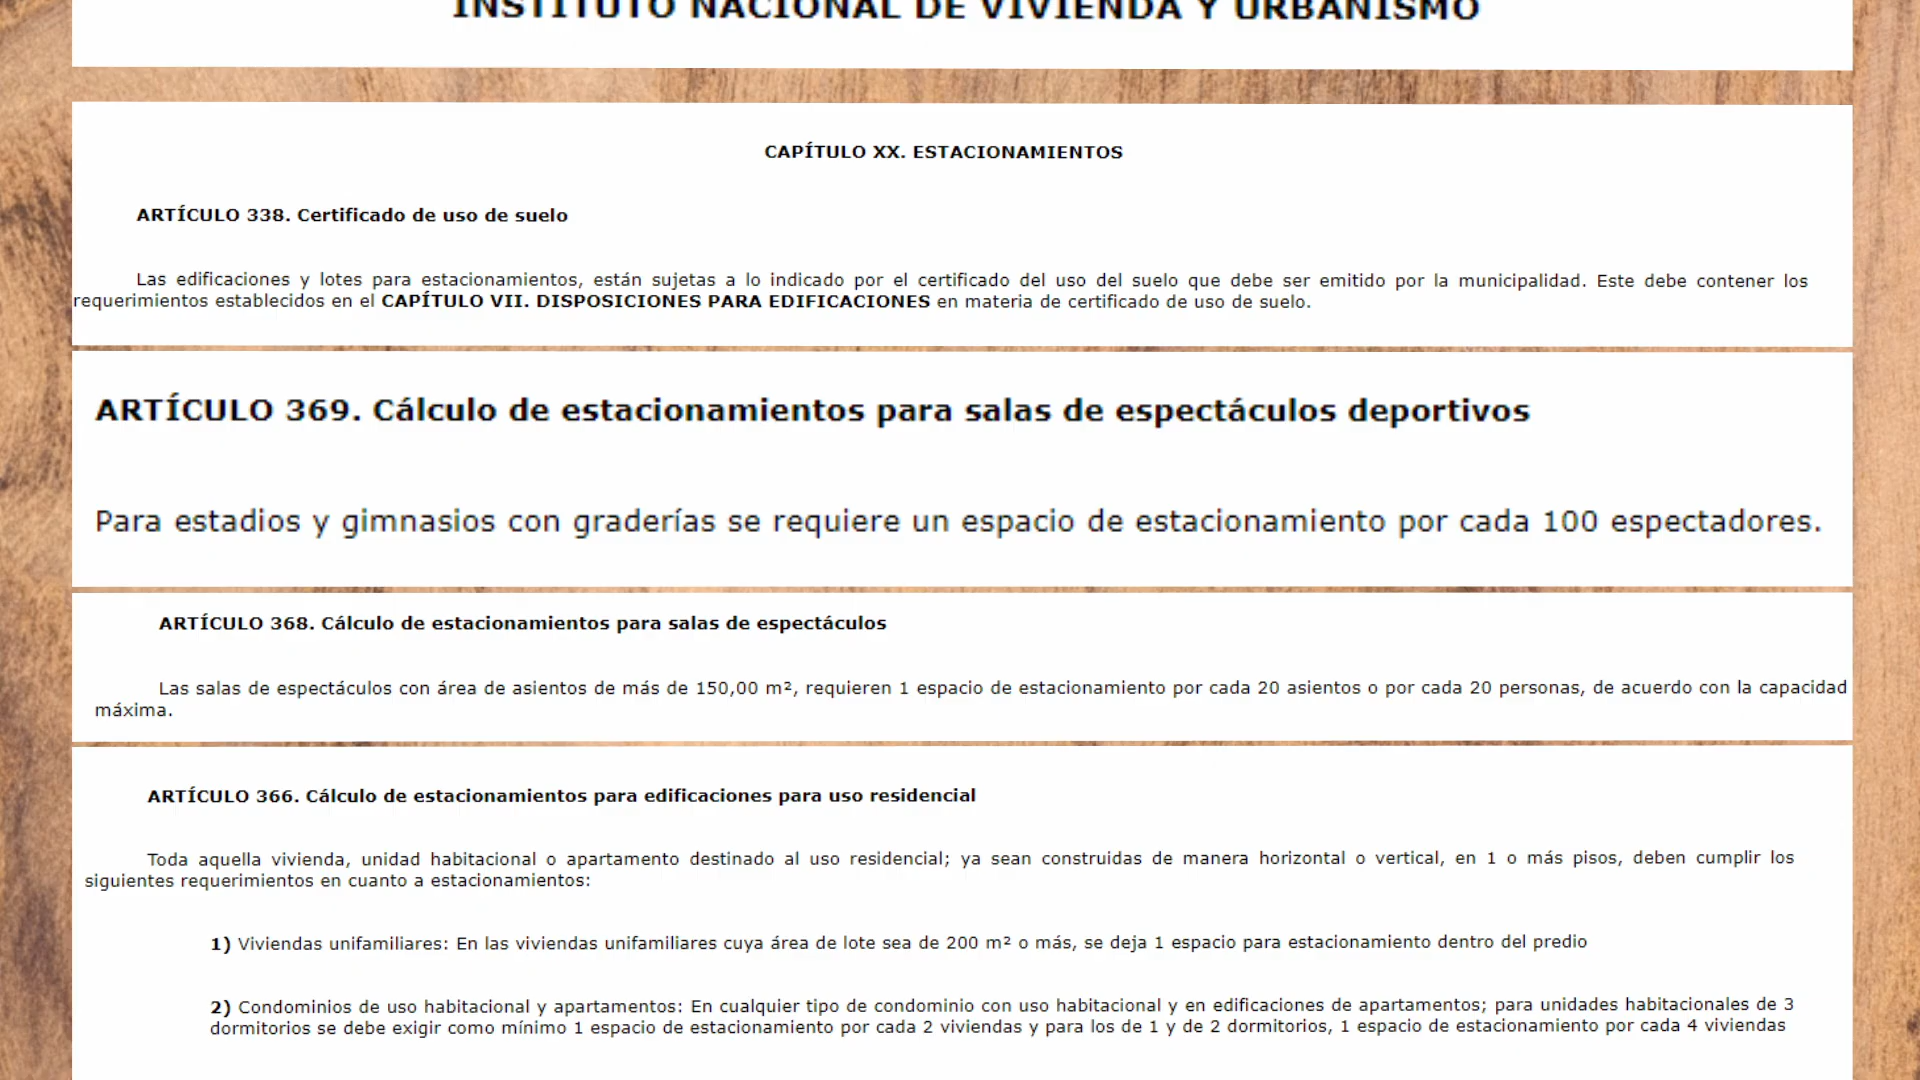 INSTITUTO NACIONAL DE VIVIENDA Y URBANISMO
CAPÍTULO XX. ESTACIONAMIENTOS
ARTÍCULO 338. Certificado de uso de suelo
Las edificaciones y lotes para estacionamientos, están sujetas a lo indicado por el certificado del uso del suelo que debe ser emitido por la municipalidad. Este debe contener los
requerimientos establecidos en el CAPÍTULO VII. DISPOSICIONES PARA EDIFICACIONES en materia de certificado de uso de suelo.
ARTÍCULO 369. Cálculo de estacionamientos para salas de espectáculos deportivos
Para estadios y gimnasios con graderías se requiere un espacio de estacionamiento por cada 100 espectadores.
ARTÍCULO 368. Cálculo de estacionamientos para salas de espectáculos
Las salas de espectáculos con área de asientos de más de 150,00 m², requieren 1 espacio de estacionamiento por cada 20 asientos o por cada 20 personas, de acuerdo con la capacidad
máxima.
ARTÍCULO 366. Cálculo de estacionamientos para edificaciones para uso residencial
Toda aquella vivienda, unidad habitacional o apartamento destinado al uso residencial; ya sean construidas de manera horizontal o vertical, en 1 o más pisos, deben cumplir los
siguientes requerimientos en cuanto a estacionamientos:
1) Viviendas unifamiliares: En las viviendas unifamiliares cuya área de lote sea de 200 m² o más, se deja 1 espacio para estacionamiento dentro del predio
2) Condominios de uso habitacional y apartamentos: En cualquier tipo de condominio con uso habitacional y en edificaciones de apartamentos; para unidades habitacionales de 3
dormitorios se debe exigir como mínimo 1 espacio de estacionamiento por cada 2 viviendas y para los de 1 y de 2 dormitorios, 1 espacio de estacionamiento por cada 4 viviendas